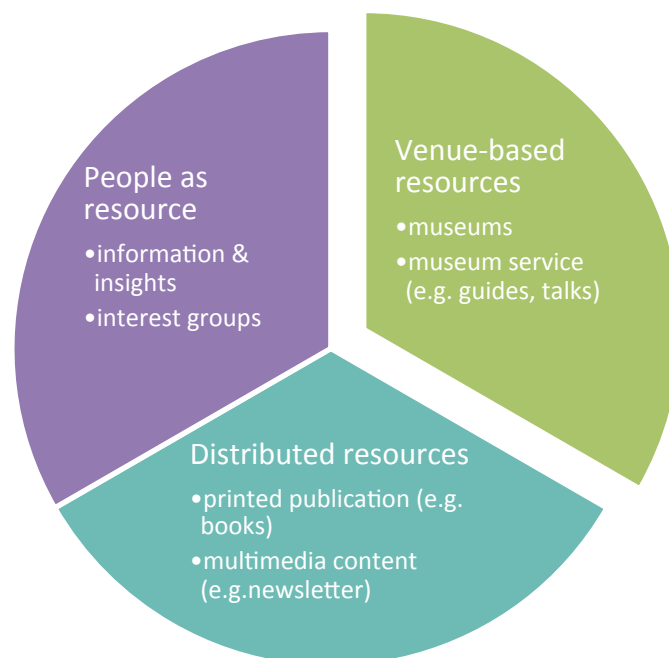 People as
resource
•information &
insights
•interest groups
Venue-based
resources
•museums
•museum service
(e.g. guides, talks)
Distributed resources
•printed publication (e.g.
books)
•multimedia content
(e.g.newsletter)